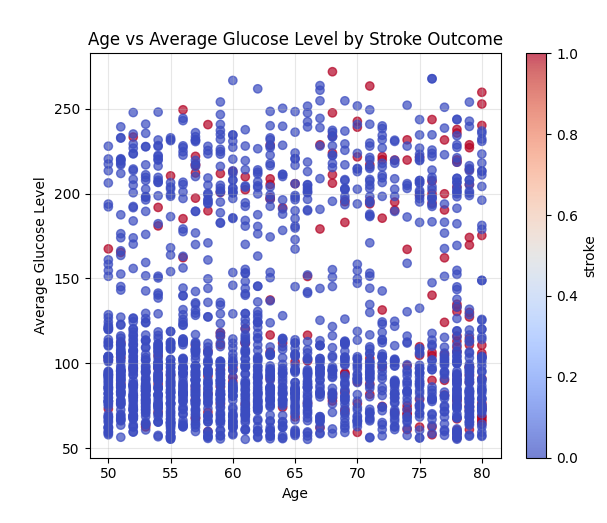 Age vs Average Glucose Level by Stroke Outcome
250
200
150
100
50
Average Glucose Level
50 55 60 65 70 75 80
Age
1.0
0.8
0.6
0.4
0.2
0.0
stroke